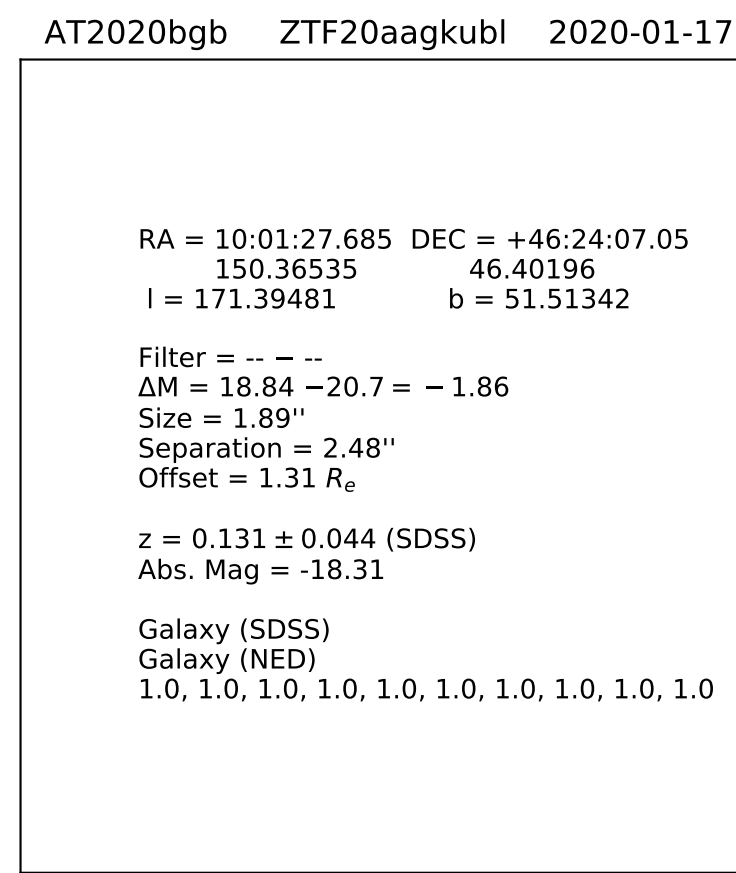 AT2020bgb ZTF20aagkubl 2020-01-17
RA = 10:01:27.685 DEC = +46:24:07.05
150.36535 46.40196
l = 171.39481 b = 51.51342
Filter = -- − --
ΔM = 18.84 −20.7 = − 1.86
Size = 1.89''
Separation = 2.48''
Offset = 1.31 Rₑ
z = 0.131 ± 0.044 (SDSS)
Abs. Mag = -18.31
Galaxy (SDSS)
Galaxy (NED)
1.0, 1.0, 1.0, 1.0, 1.0, 1.0, 1.0, 1.0, 1.0, 1.0